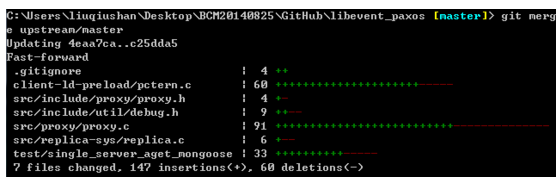 C:\Users\liuqiushan\Desktop\BCM20140825\GitHub\libevent_paxos [master]> git merg
e upstream/master
Updating 4eaa7ca..c25dda5
Fast-forward
 .gitignore                       |  4 ++
 client-ld-preload/pctern.c       | 60 +++++++++++++++++++++------
 src/include/proxy/proxy.h        |  4 +-
 src/include/util/debug.h         |  9 ++--
 src/proxy/proxy.c                | 91 +++++++++++++++++++++++++++--------------
 src/replica-sys/replica.c        |  6 +--
 test/single_server_aget_mongoose | 33 ++++++++++-----
 7 files changed, 147 insertions(+), 60 deletions(-)